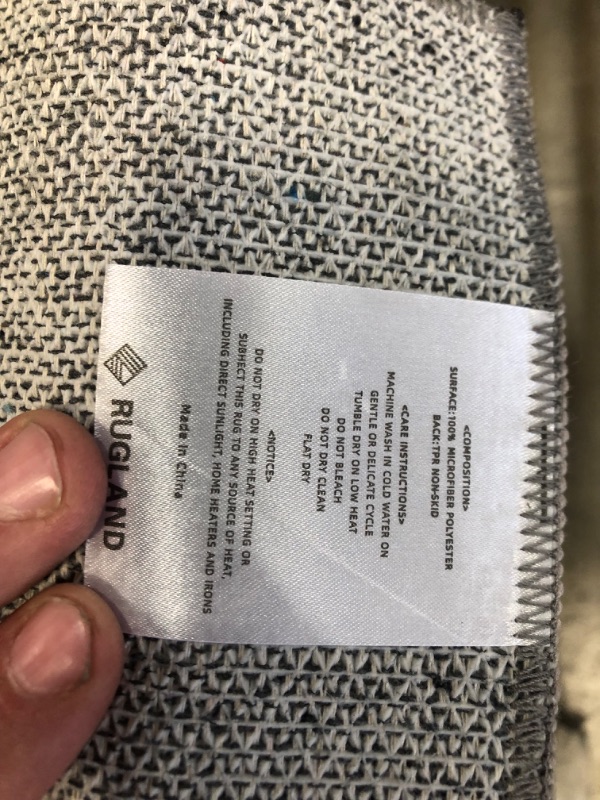 <COMPOSITION>
SURFACE:100% MICROFIBER POLYESTER
BACK:TPR NON-SKID
<CARE INSTRUCTIONS>
MACHINE WASH IN COLD WATER ON
GENTLE OR DELICATE CYCLE
TUMBLE DRY ON LOW HEAT
DO NOT BLEACH
DO NOT DRY CLEAN
FLAT DRY
<NOTICE>
DO NOT DRY ON HIGH HEAT SETTING OR
SUBHECT THIS RUG TO ANY SOURCE OF HEAT,
INCLUDING DIRECT SUNLIGHT, HOME HEATERS AND IRONS
Made in China
RUGLAND